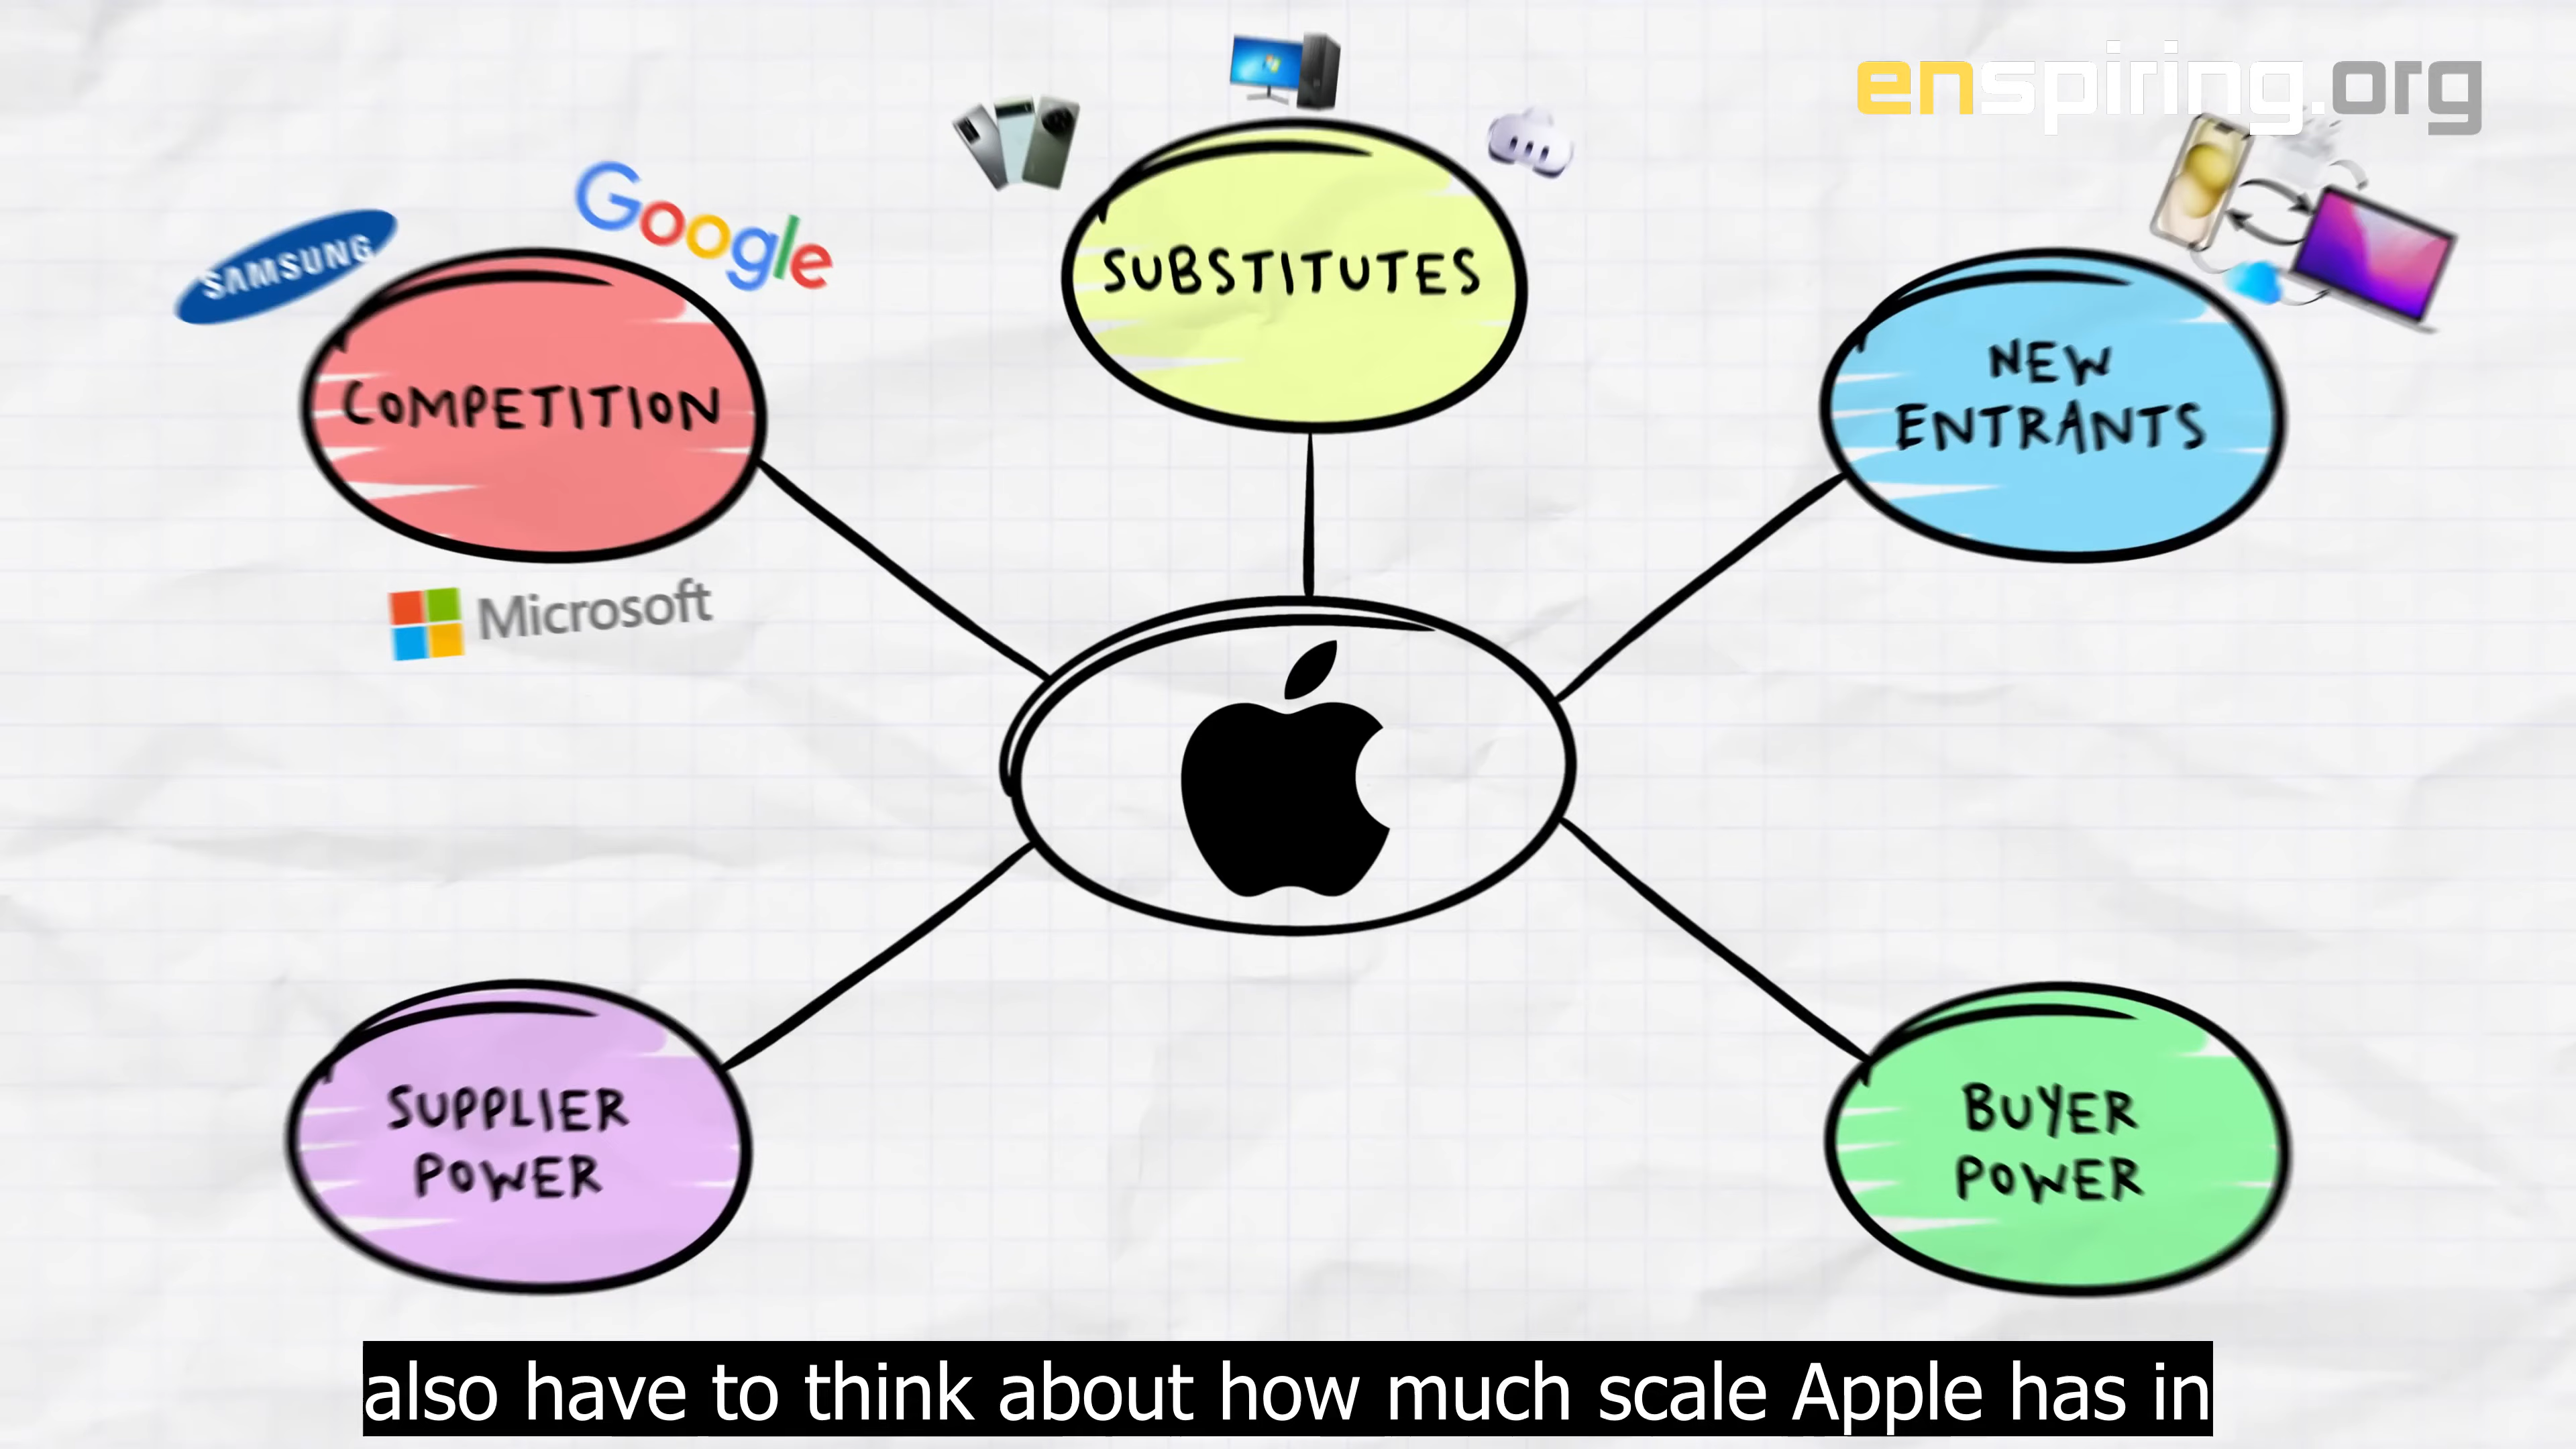 enspiring.org
SAMSUNG
Google
COMPETITION
Microsoft
SUBSTITUTES
NEW
ENTRANTS
SUPPLIER
POWER
BUYER
POWER
also have to think about how much scale Apple has in